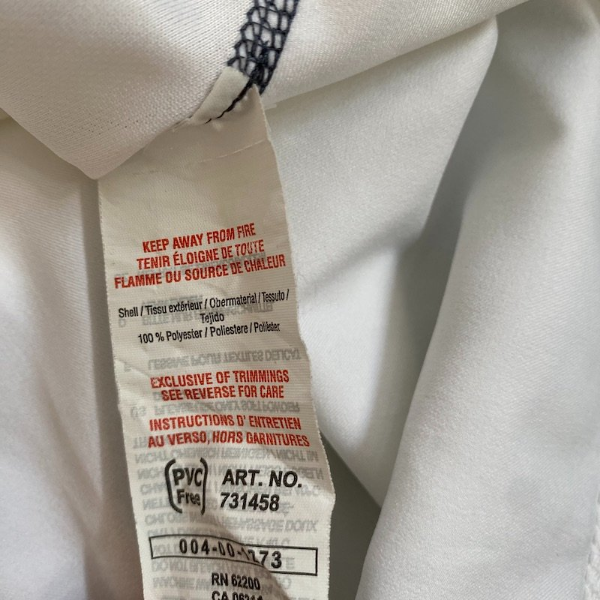 KEEP AWAY FROM FIRE
TENIR ÉLOIGNE DE TOUTE
FLAMME OU SOURCE DE CHALEUR
Shell / Tissu extérieur / Obermaterial / Tessuto /
Tejido
100 % Polyester / Poliestere / Poliéster
EXCLUSIVE OF TRIMMINGS
SEE REVERSE FOR CARE
INSTRUCTIONS D' ENTRETIEN
AU VERSO, HORS GARNITURES
PVC
Free
ART. NO.
731458
RN 62200
CA